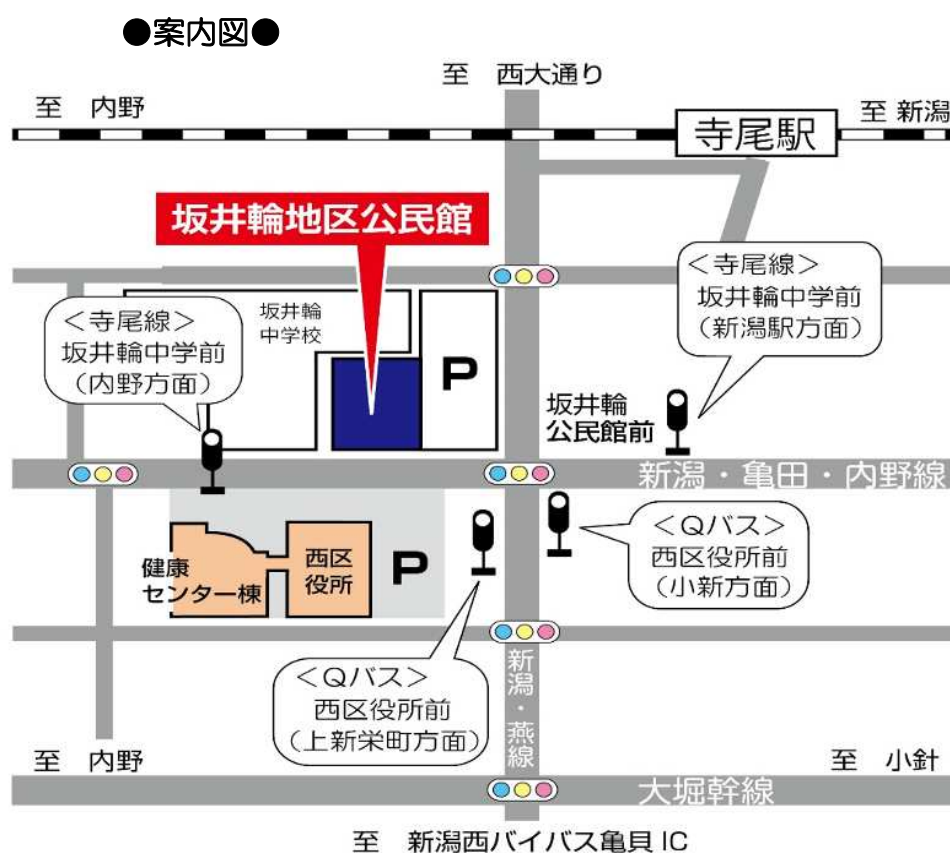 ●案内図●
至 西大通り
至 内野
至 新潟
寺尾駅
坂井輪地区公民館
＜寺尾線＞
坂井輪中学前
（新潟駅方面）
坂井輪
中学校
＜寺尾線＞
坂井輪中学前
（内野方面）
P
坂井輪
公民館前
新潟・亀田・内野線
＜Qバス＞
西区役所前
（小新方面）
健康
センター棟
西区
役所
P
＜Qバス＞
西区役所前
（上新栄町方面）
新潟・燕線
至 内野
至 小針
大堀幹線
至 新潟西バイパス亀貝 IC